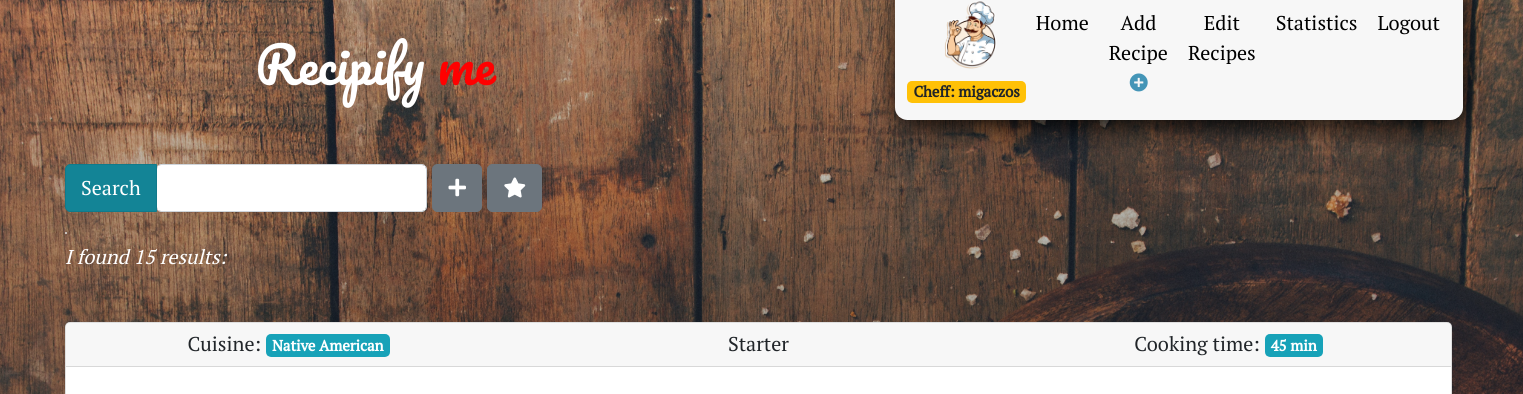 Recipify me
Home
Add
Recipe
Edit
Recipes
Statistics
Logout
Cheff: migaczos
Search
I found 15 results:
Cuisine: Native American
Starter
Cooking time: 45 min